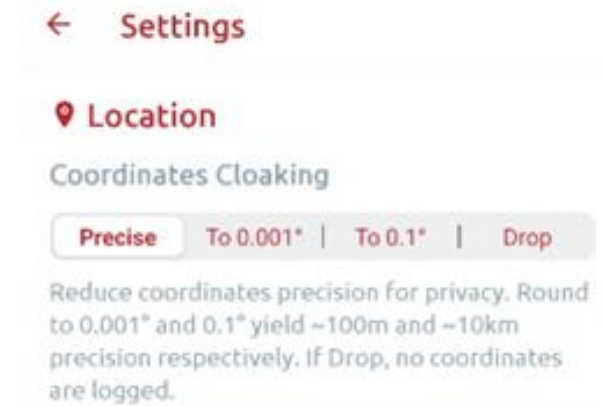 ← Settings
Location
Coordinates Cloaking
Precise To 0.001° | To 0.1° | Drop
Reduce coordinates precision for privacy. Round
to 0.001° and 0.1° yield ~100m and ~10km
precision respectively. If Drop, no coordinates
are logged.